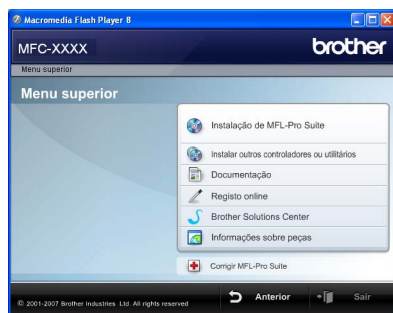 Macromedia Flash Player 8
MFC-XXXX
brother
Menu superior
Menu superior
Instalação de MFL-Pro Suite
Instalar outros controladores ou utilitários
Documentação
Registo online
Brother Solutions Center
Informações sobre peças
Corrigir MFL-Pro Suite
© 2001-2007 Brother Industries Ltd. All rights reserved
Anterior
Sair